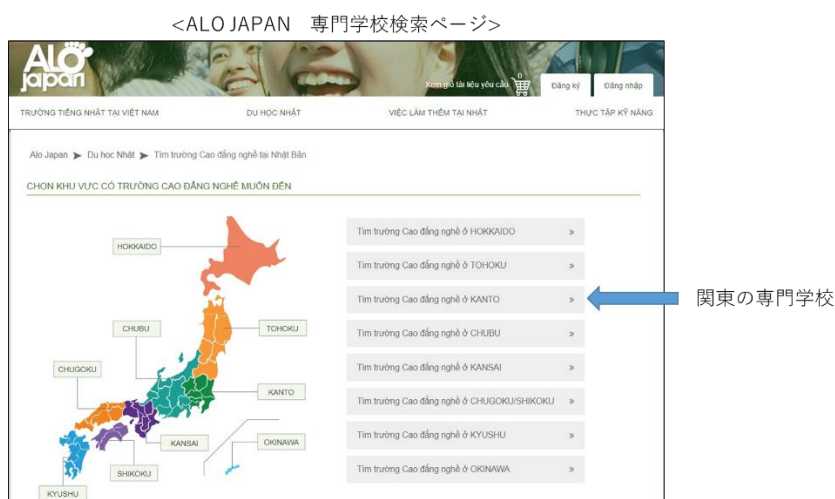 <ALO JAPAN 専門学校検索ページ>
ALO
japan
Xem giỏ tài liệu yêu cầu
0
Đăng ký
Đăng nhập
TRƯỜNG TIẾNG NHẬT TẠI VIỆT NAM
DU HỌC NHẬT
VIỆC LÀM THÊM TẠI NHẬT
THỰC TẬP KỸ NĂNG
Alo Japan ➤ Du học Nhật ➤ Tìm trường Cao đẳng nghề tại Nhật Bản
CHỌN KHU VỰC CÓ TRƯỜNG CAO ĐẲNG NGHỀ MUỐN ĐẾN
HOKKAIDO
CHUBU
TOHOKU
CHUGOKU
KANTO
KANSAI
OKINAWA
SHIKOKU
KYUSHU
Tìm trường Cao đẳng nghề ở HOKKAIDO »
Tìm trường Cao đẳng nghề ở TOHOKU »
Tìm trường Cao đẳng nghề ở KANTO »
関東の専門学校
Tìm trường Cao đẳng nghề ở CHUBU »
Tìm trường Cao đẳng nghề ở KANSAI »
Tìm trường Cao đẳng nghề ở CHUGOKU/SHIKOKU »
Tìm trường Cao đẳng nghề ở KYUSHU »
Tìm trường Cao đẳng nghề ở OKINAWA »